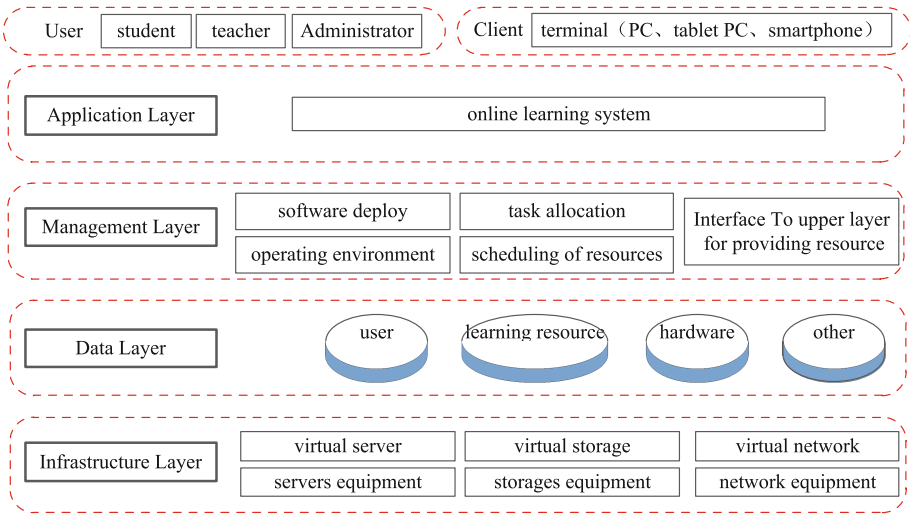 User student teacher Administrator
Client terminal（PC、tablet PC、smartphone）
Application Layer
online learning system
Management Layer
software deploy
task allocation
operating environment
scheduling of resources
Interface To upper layer
for providing resource
Data Layer
user
learning resource
hardware
other
Infrastructure Layer
virtual server
virtual storage
virtual network
servers equipment
storages equipment
network equipment